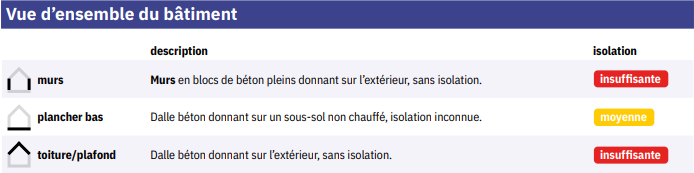 Vue d’ensemble du bâtiment
description isolation
murs Murs en blocs de béton pleins donnant sur l’extérieur, sans isolation. insuffisante
plancher bas Dalle béton donnant sur un sous-sol non chauffé, isolation inconnue. moyenne
toiture/plafond Dalle béton donnant sur l’extérieur, sans isolation. insuffisante